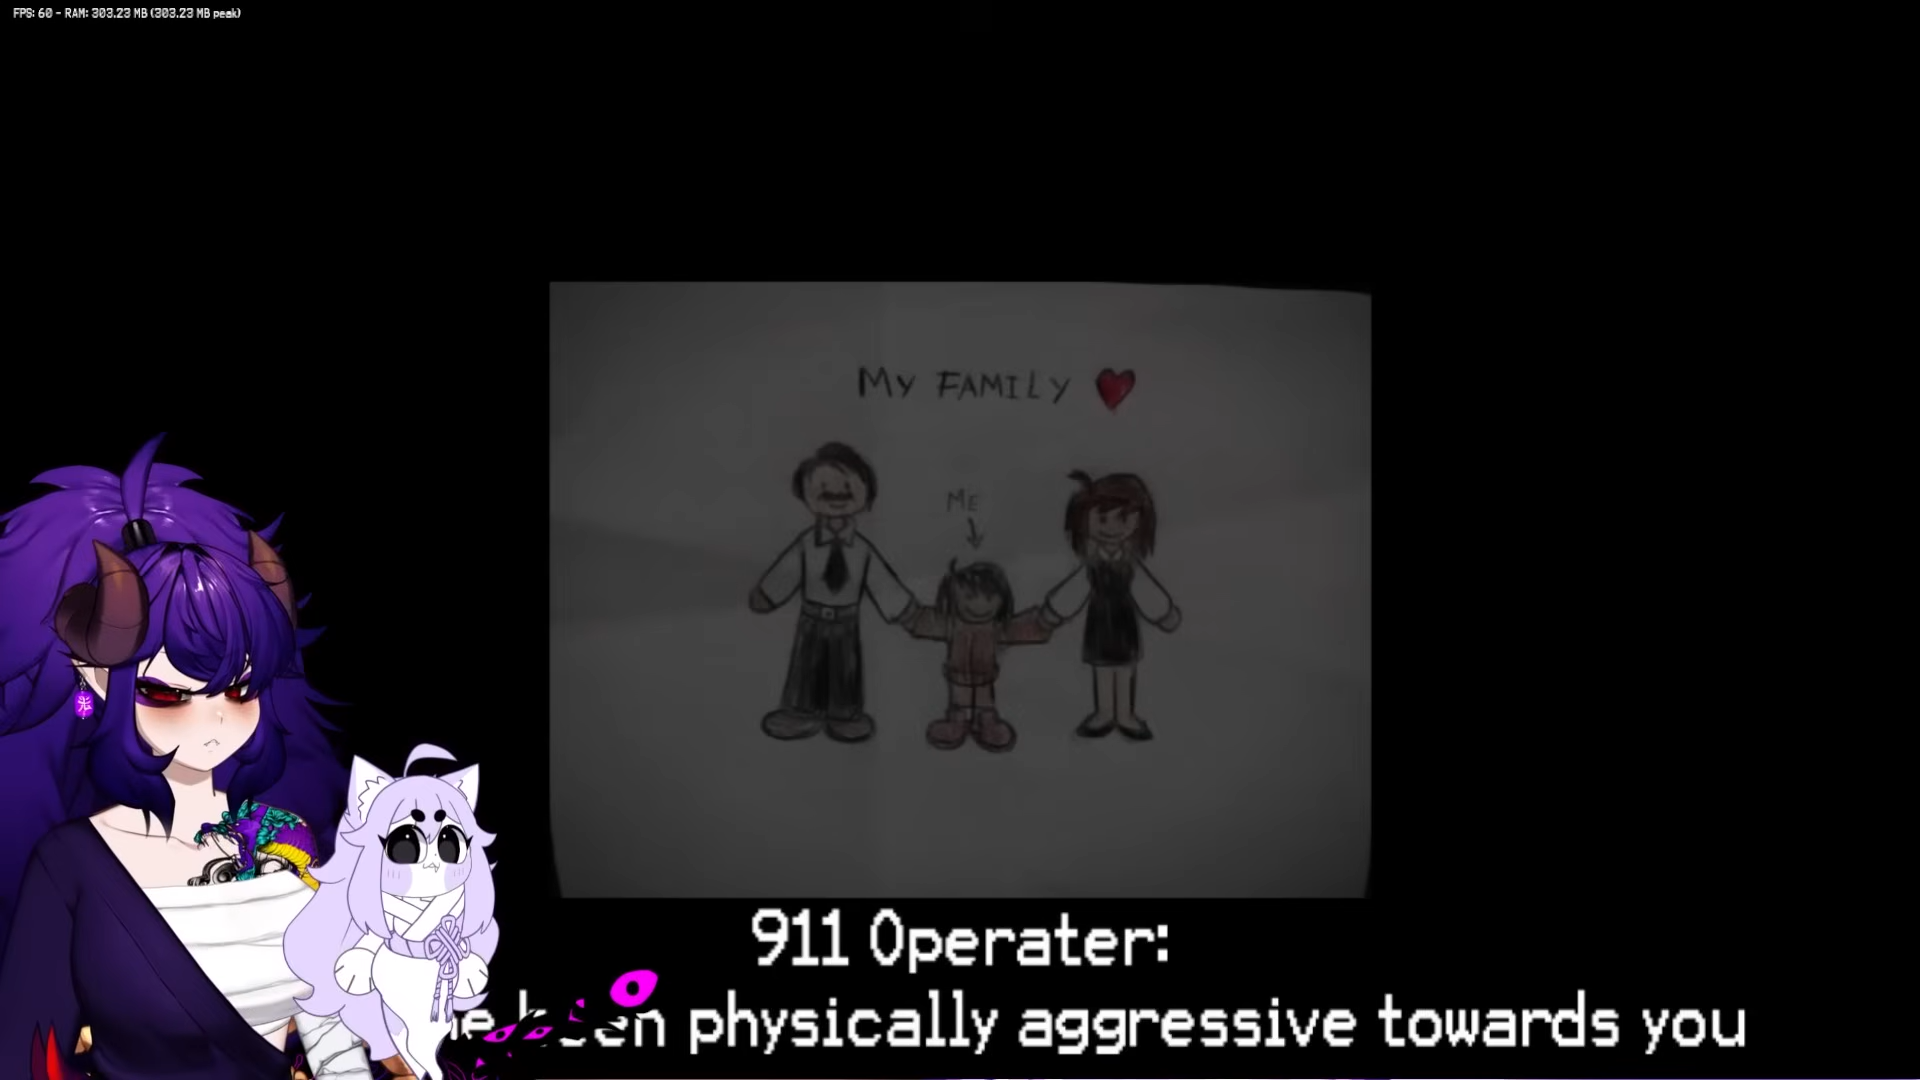 FPS: 60 - RAM: 303.23 MB (303.23 MB peak)
MY FAMILY
ME
911 Operater:
physically aggressive towards you